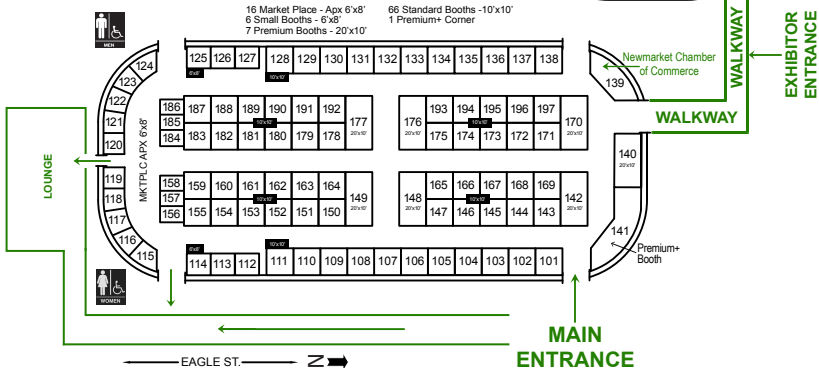 16 Market Place - Apx 6'x8'
6 Small Booths - 6'x8'
7 Premium Booths - 20'x10'
66 Standard Booths -10'x10'
1 Premium+ Corner
MEN
125 126 127 128 129 130 131 132 133 134 135 136 137 138
6'x8'
10'x10'
Newmarket Chamber
of Commerce
139
WALKWAY
EXHIBITOR
ENTRANCE
WALKWAY
124
123
122
121
120
119
118
117
116
115
MKTPLC APX 6'x8'
LOUNGE
186 187 188 189 190 191 192
185
184 183 182 181 180 179 178
10'x10'
177
20'x10'
176
20'x10'
193 194 195 196 197
10'x10'
175 174 173 172 171
170
20'x10'
140
20'x10'
158 159 160 161 162 163 164
157
156 155 154 153 152 151 150
10'x10'
149
20'x10'
148
20'x10'
165 166 167 168 169
10'x10'
147 146 145 144 143
142
20'x10'
141
Premium+
Booth
6'x8'
10'x10'
114 113 112 111 110 109 108 107 106 105 104 103 102 101
WOMEN
MAIN
ENTRANCE
EAGLE ST.
N